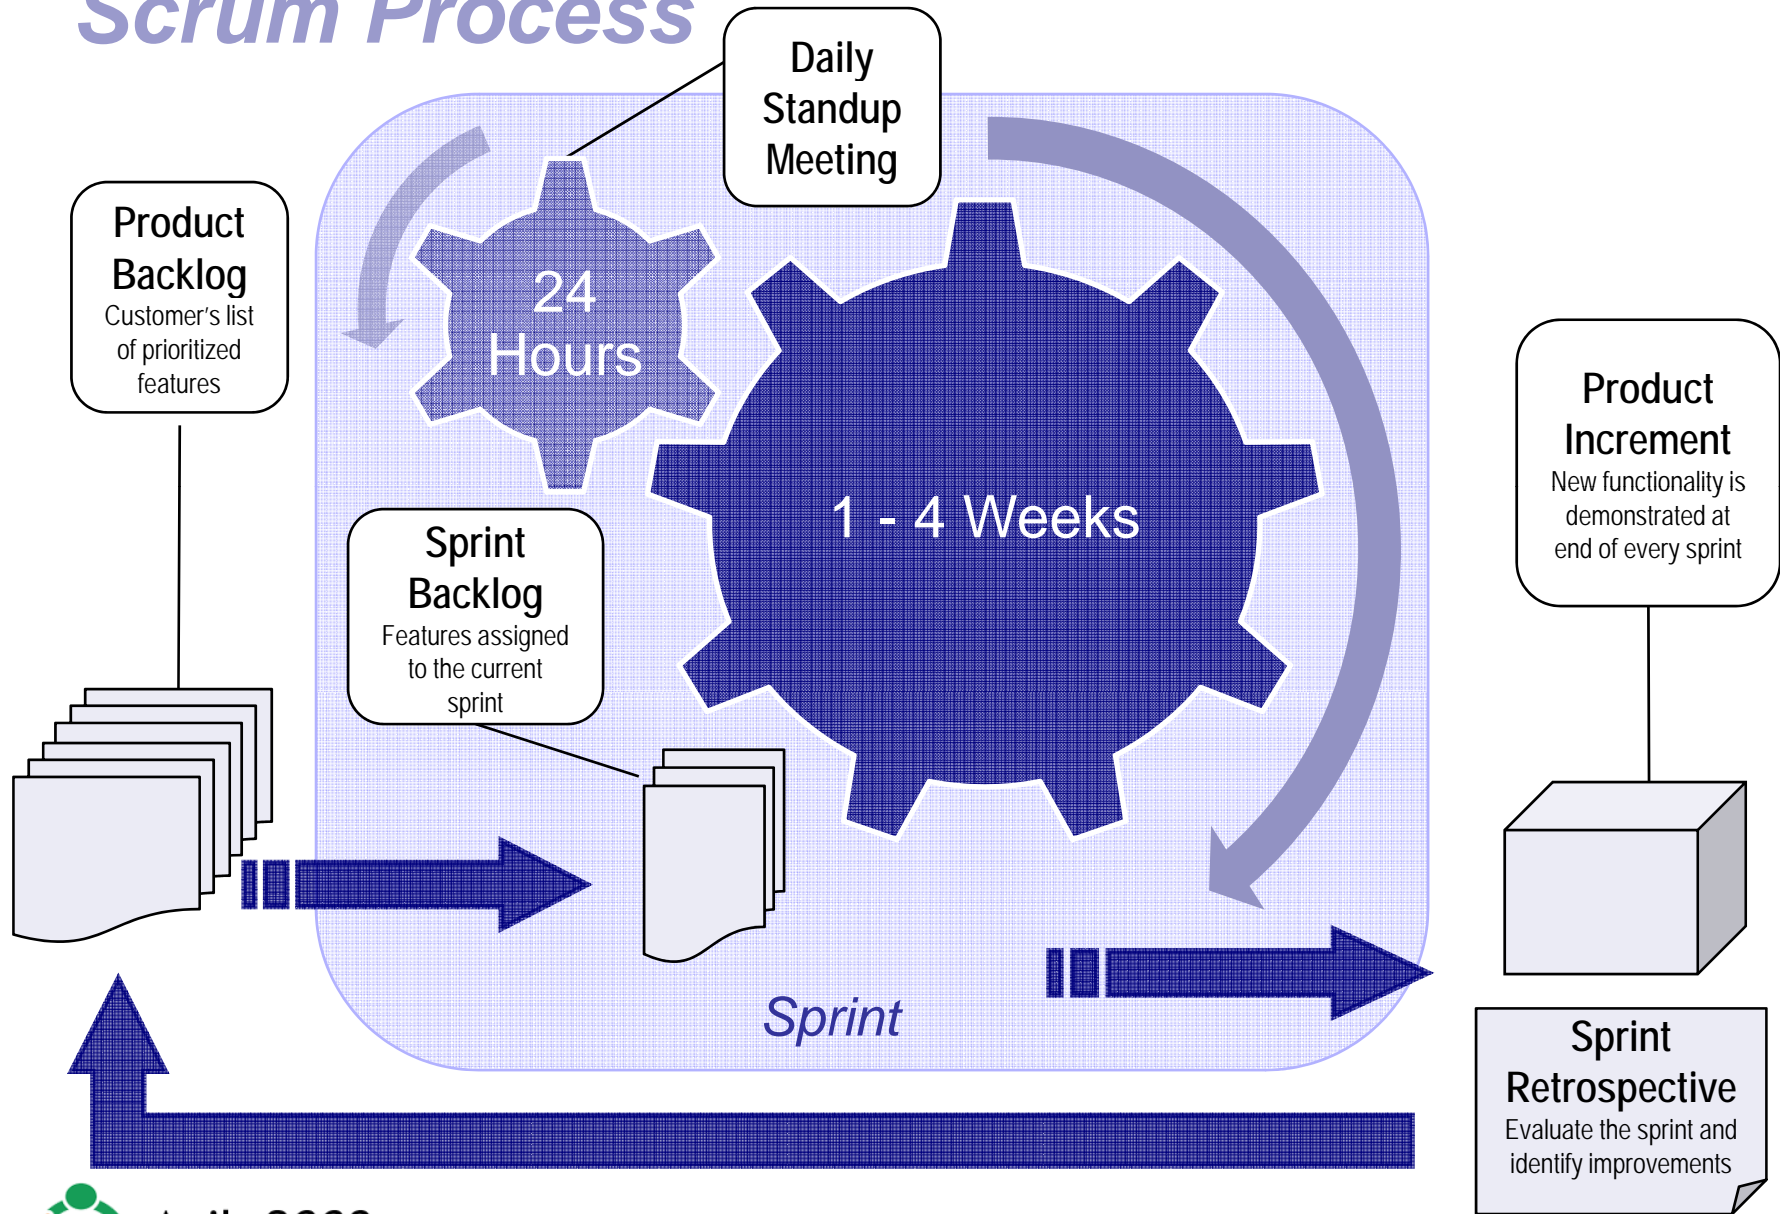 Scrum Process
Daily
Standup
Meeting
Product
Backlog
Customer's list
of prioritized
features
24
Hours
1 - 4 Weeks
Sprint
Backlog
Features assigned
to the current
sprint
Product
Increment
New functionality is
demonstrated at
end of every sprint
Sprint
Sprint
Retrospective
Evaluate the sprint and
identify improvements